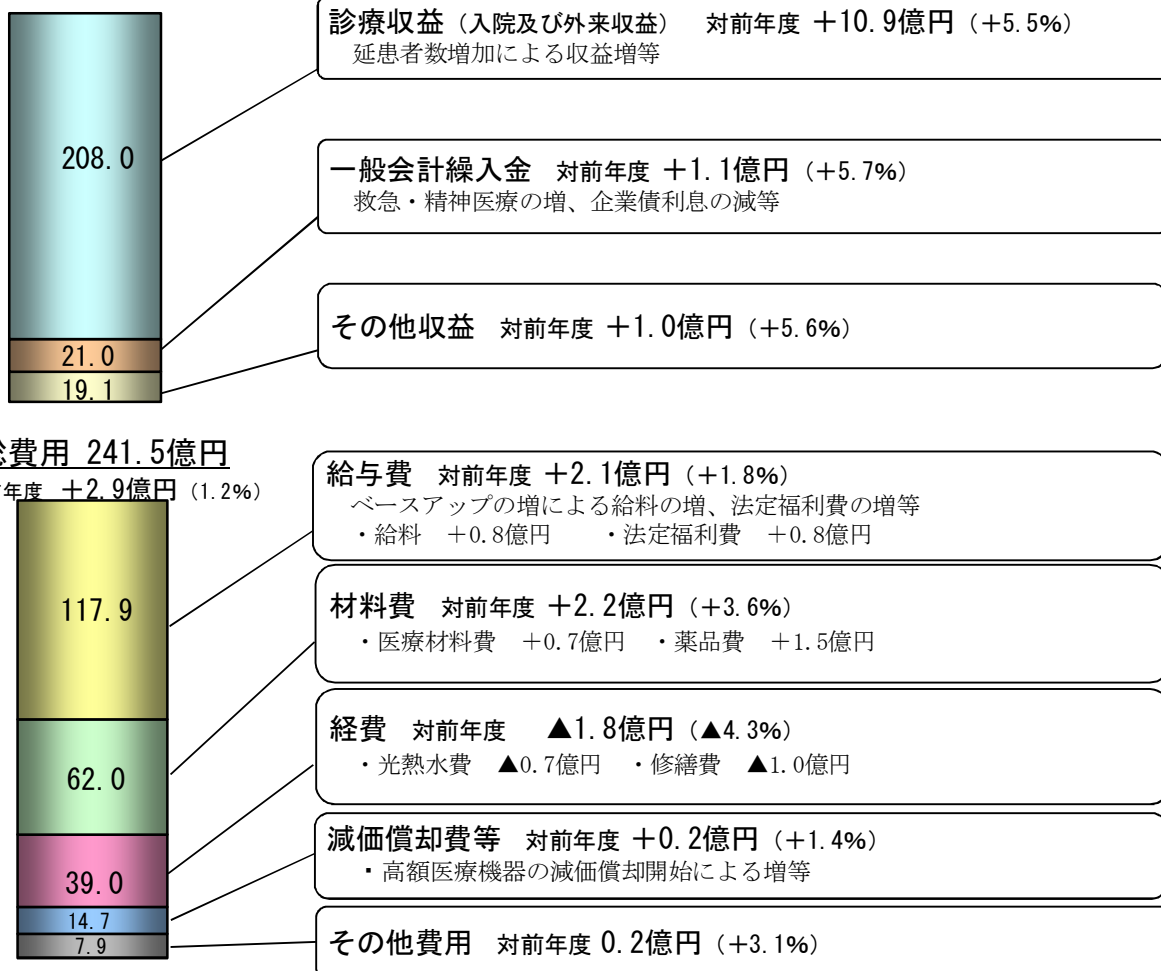 診療収益（入院及び外来収益）　対前年度 +10.9億円（+5.5%）
延患者数増加による収益増等
208.0
一般会計繰入金　対前年度 +1.1億円（+5.7%）
救急・精神医療の増、企業債利息の減等
21.0
その他収益　対前年度 +1.0億円（+5.6%）
19.1
総費用 241.5億円
年度　+2.9億円（1.2%）
給与費　対前年度 +2.1億円（+1.8%）
ベースアップの増による給料の増、法定福利費の増等
・給料　+0.8億円　　・法定福利費　+0.8億円
117.9
材料費　対前年度 +2.2億円（+3.6%）
・医療材料費　+0.7億円　・薬品費　+1.5億円
62.0
経費　対前年度　▲1.8億円（▲4.3%）
・光熱水費　▲0.7億円　・修繕費　▲1.0億円
39.0
減価償却費等　対前年度 +0.2億円（+1.4%）
・高額医療機器の減価償却開始による増等
14.7
その他費用　対前年度 0.2億円（+3.1%）
7.9